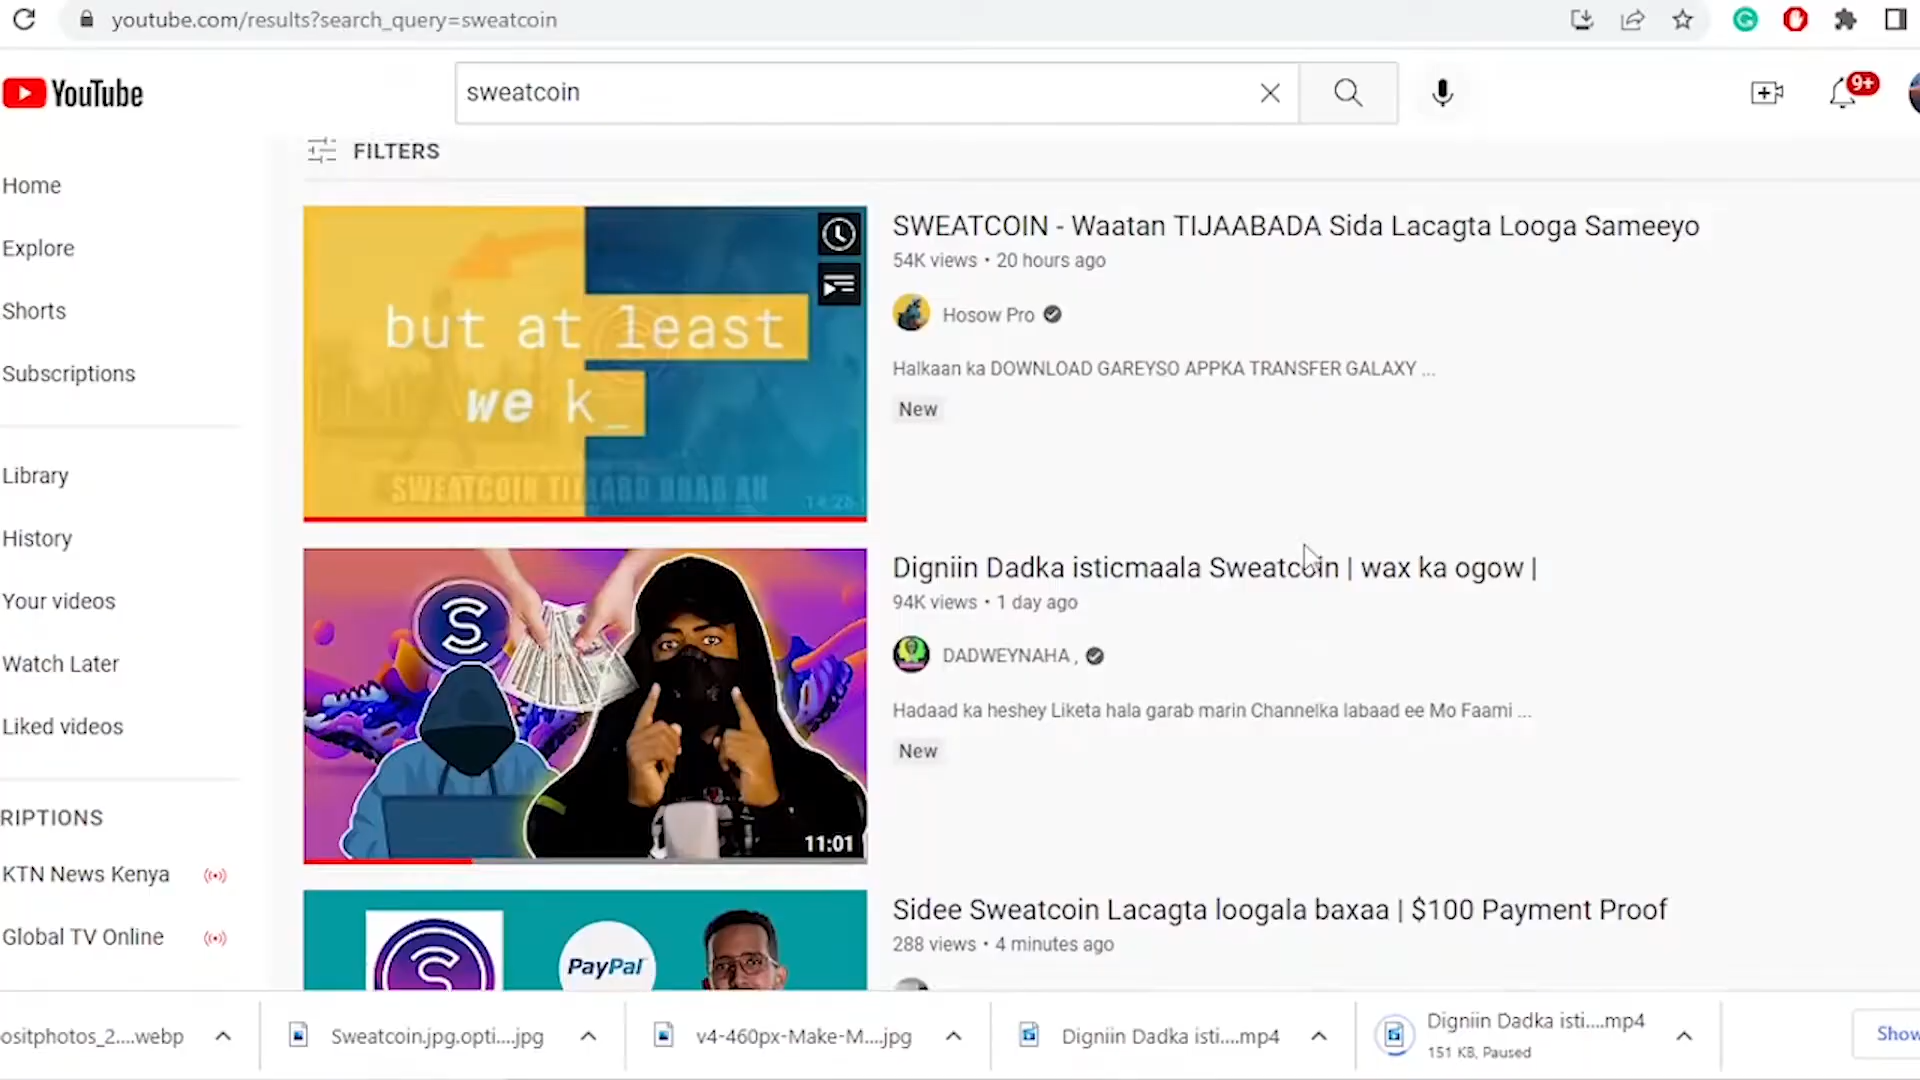 youtube.com/results?search_query=sweatcoin
YouTube
sweatcoin
9+
FILTERS
Home
Explore
Shorts
Subscriptions
Library
History
Your videos
Watch Later
Liked videos
RIPTIONS
KTN News Kenya
Global TV Online
but at least
we k_
SWEATCOIN - Waatan TIJAABADA Sida Lacagta Looga Sameeyo
54K views • 20 hours ago
Hosow Pro
Halkaan ka DOWNLOAD GAREYSO APPKA TRANSFER GALAXY ...
New
11:01
Digniin Dadka isticmaala Sweatcoin | wax ka ogow |
94K views • 1 day ago
DADWEYNAHA ,
Hadaad ka heshey Liketa hala garab marin Channelka labaad ee Mo Faami ...
New
PayPal
Sidee Sweatcoin Lacagta loogala baxaa | $100 Payment Proof
288 views • 4 minutes ago
ositphotos_2....webp
Sweatcoin.jpg.opti....jpg
v4-460px-Make-M....jpg
Digniin Dadka isti....mp4
Digniin Dadka isti....mp4
151 KB, Paused
Show